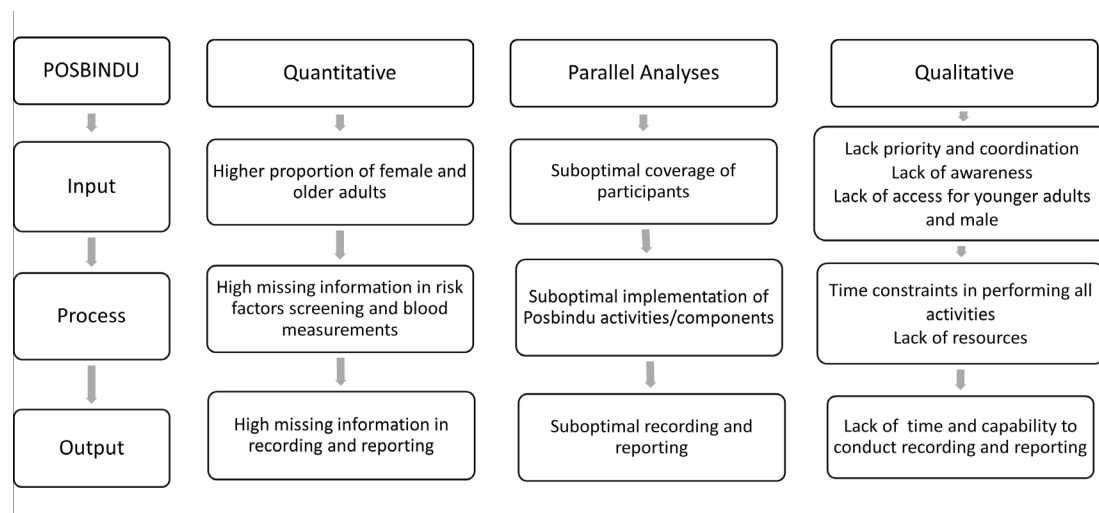 POSBINDU
Quantitative
Parallel Analyses
Qualitative
Input
Higher proportion of female and
older adults
Suboptimal coverage of
participants
Lack priority and coordination
Lack of awareness
Lack of access for younger adults
and male
Process
High missing information in risk
factors screening and blood
measurements
Suboptimal implementation of
Posbindu activities/components
Time constraints in performing all
activities
Lack of resources
Output
High missing information in
recording and reporting
Suboptimal recording and
reporting
Lack of time and capability to
conduct recording and reporting